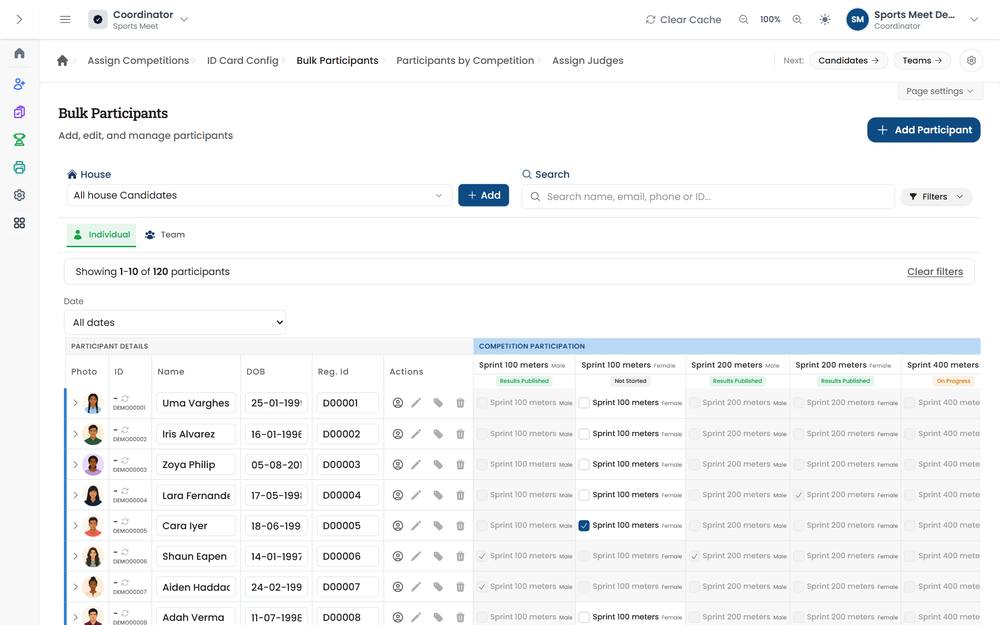 Coordinator
Sports Meet
Clear Cache
100%
SM
Sports Meet De...
Coordinator
Assign Competitions
ID Card Config
Bulk Participants
Participants by Competition
Assign Judges
Next:
Candidates →
Teams →
Page settings
Bulk Participants
Add, edit, and manage participants
+ Add Participant
House
Search
All house Candidates
+ Add
Search name, email, phone or ID...
Filters
Individual
Team
Showing 1-10 of 120 participants
Clear filters
Date
All dates
PARTICIPANT DETAILS
COMPETITION PARTICIPATION
Photo ID Name DOB Reg. Id Actions
Sprint 100 meters Male Sprint 100 meters Female Sprint 200 meters Male Sprint 200 meters Female Sprint 400 meters
Results Published Not Started Results Published Results Published On Progress
- DEMO00001 Uma Varghes 25-01-199 D00001 Sprint 100 meters Male Sprint 100 meters Female Sprint 200 meters Male Sprint 200 meters Female Sprint 400 mete
- DEMO00002 Iris Alvarez 16-01-1996 D00002 Sprint 100 meters Male Sprint 100 meters Female Sprint 200 meters Male Sprint 200 meters Female Sprint 400 mete
- DEMO00003 Zoya Philip 05-08-201 D00003 Sprint 100 meters Male Sprint 100 meters Female Sprint 200 meters Male Sprint 200 meters Female Sprint 400 mete
- DEMO00004 Lara Fernande 17-05-199 D00004 Sprint 100 meters Male Sprint 100 meters Female Sprint 200 meters Male Sprint 200 meters Female Sprint 400 mete
- DEMO00005 Cara Iyer 18-06-199 D00005 Sprint 100 meters Male Sprint 100 meters Female Sprint 200 meters Male Sprint 200 meters Female Sprint 400 mete
- DEMO00006 Shaun Eapen 14-01-1997 D00006 Sprint 100 meters Male Sprint 100 meters Female Sprint 200 meters Male Sprint 200 meters Female Sprint 400 mete
- DEMO00007 Aiden Haddad 24-02-199 D00007 Sprint 100 meters Male Sprint 100 meters Female Sprint 200 meters Male Sprint 200 meters Female Sprint 400 mete
- DEMO00008 Adah Verma 11-07-1998 D00008 Sprint 100 meters Male Sprint 100 meters Female Sprint 200 meters Male Sprint 200 meters Female Sprint 400 mete